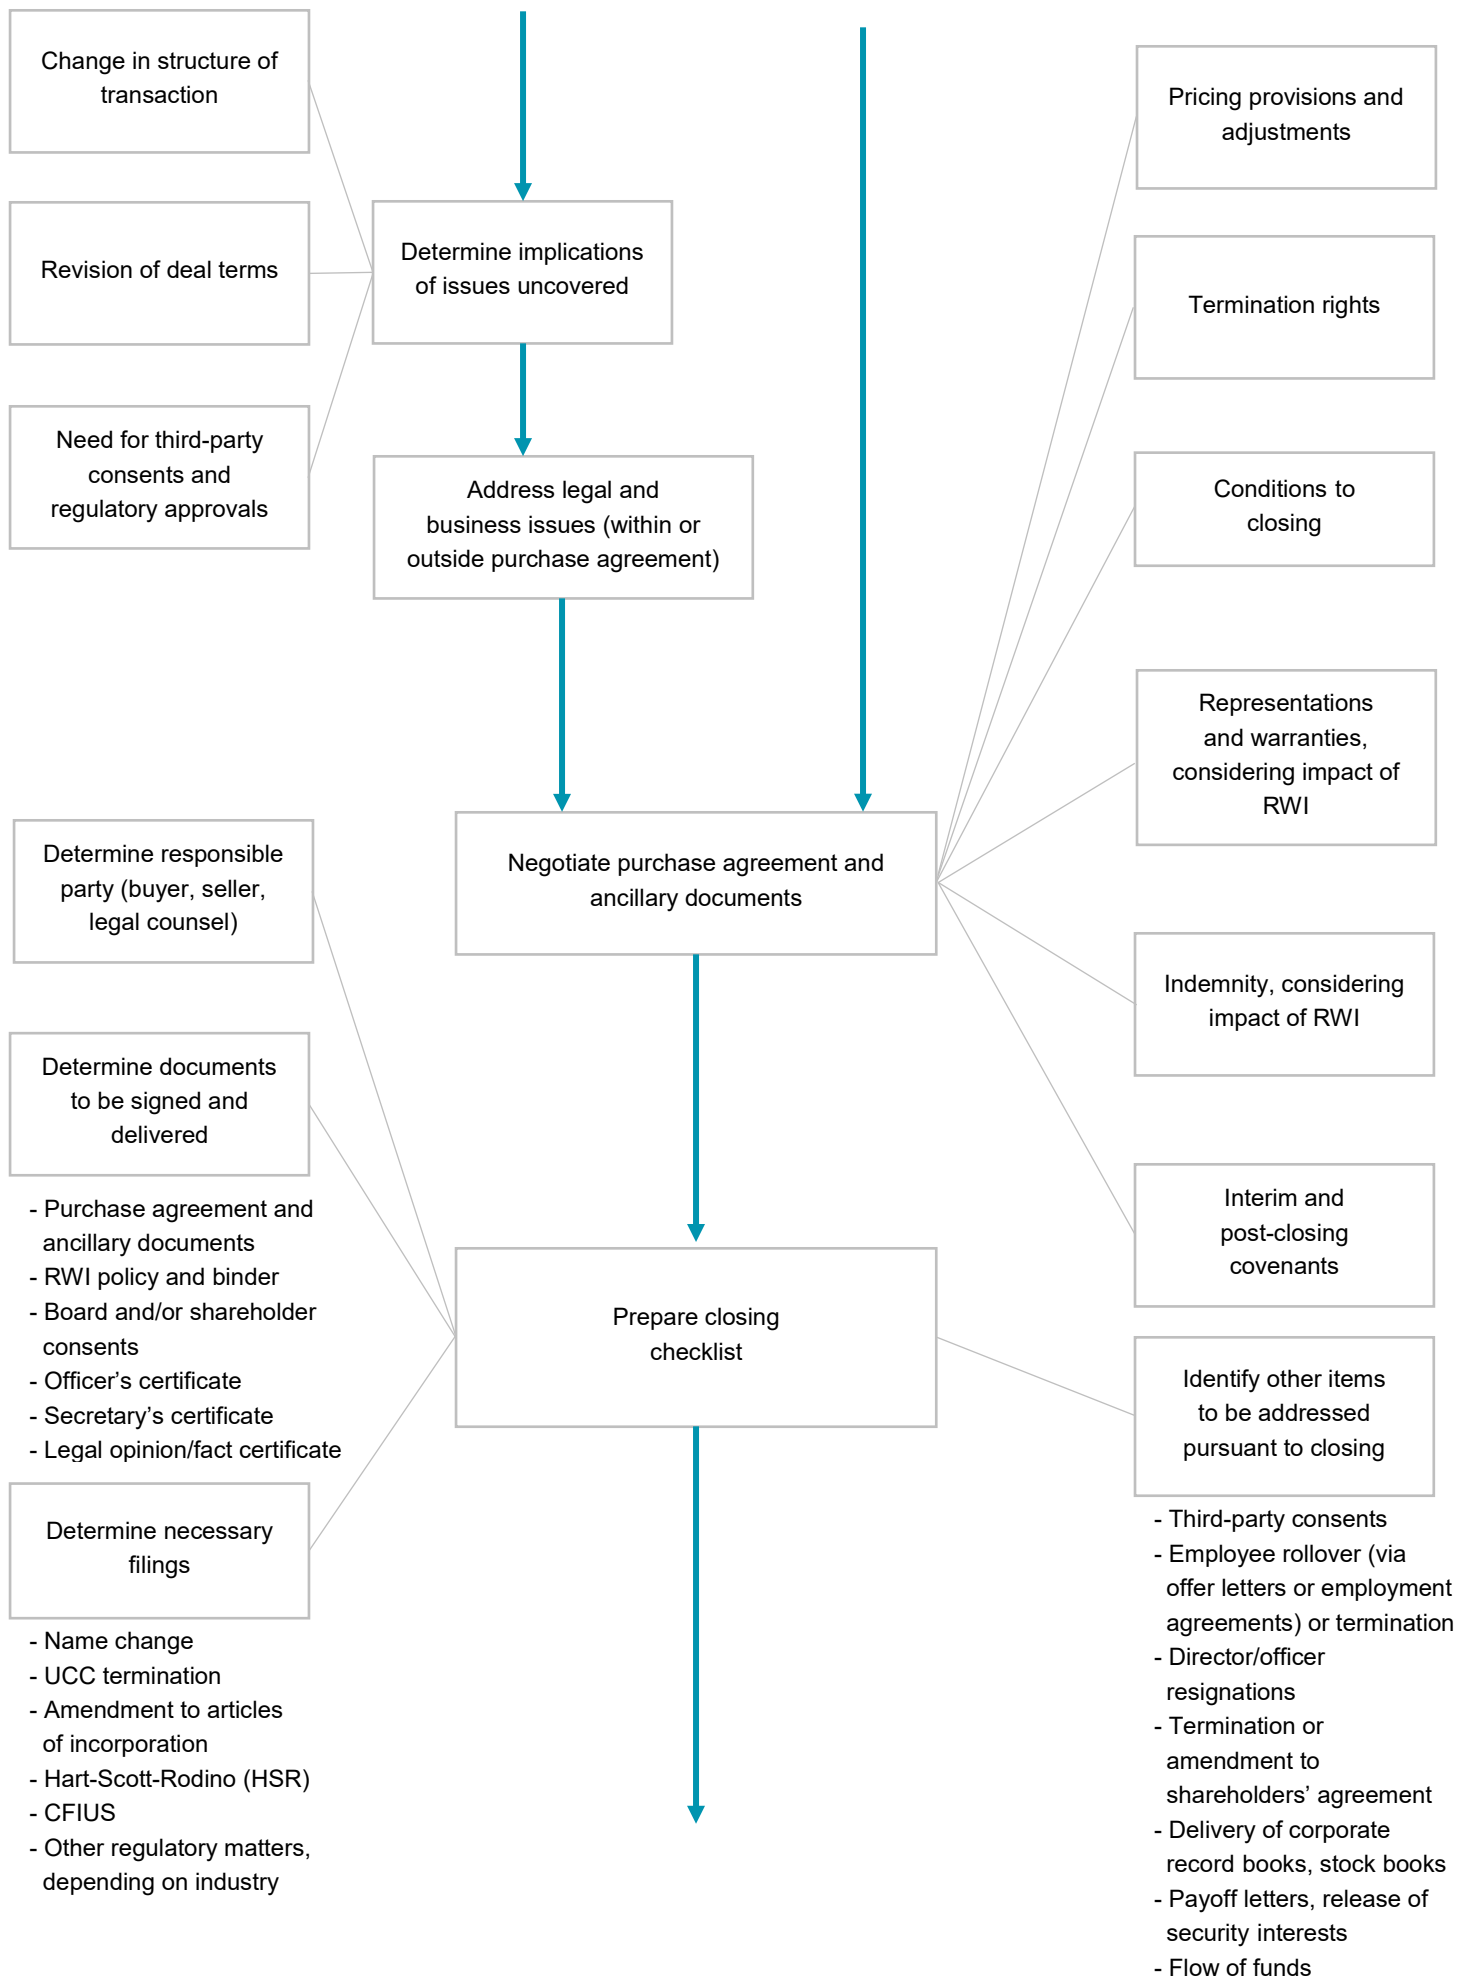 Change in structure of
transaction
Pricing provisions and
adjustments
Revision of deal terms
Determine implications
of issues uncovered
Termination rights
Need for third-party
consents and
regulatory approvals
Address legal and
business issues (within or
outside purchase agreement)
Conditions to
closing
Representations
and warranties,
considering impact of
RWI
Negotiate purchase agreement and
ancillary documents
Determine responsible
party (buyer, seller,
legal counsel)
Indemnity, considering
impact of RWI
Determine documents
to be signed and
delivered
- Purchase agreement and
ancillary documents
- RWI policy and binder
- Board and/or shareholder
consents
- Officer’s certificate
- Secretary’s certificate
- Legal opinion/fact certificate
Interim and
post-closing
covenants
Prepare closing
checklist
Identify other items
to be addressed
pursuant to closing
Determine necessary
filings
- Name change
- UCC termination
- Amendment to articles
of incorporation
- Hart-Scott-Rodino (HSR)
- CFIUS
- Other regulatory matters,
depending on industry
- Third-party consents
- Employee rollover (via
offer letters or employment
agreements) or termination
- Director/officer
resignations
- Termination or
amendment to
shareholders’ agreement
- Delivery of corporate
record books, stock books
- Payoff letters, release of
security interests
- Flow of funds